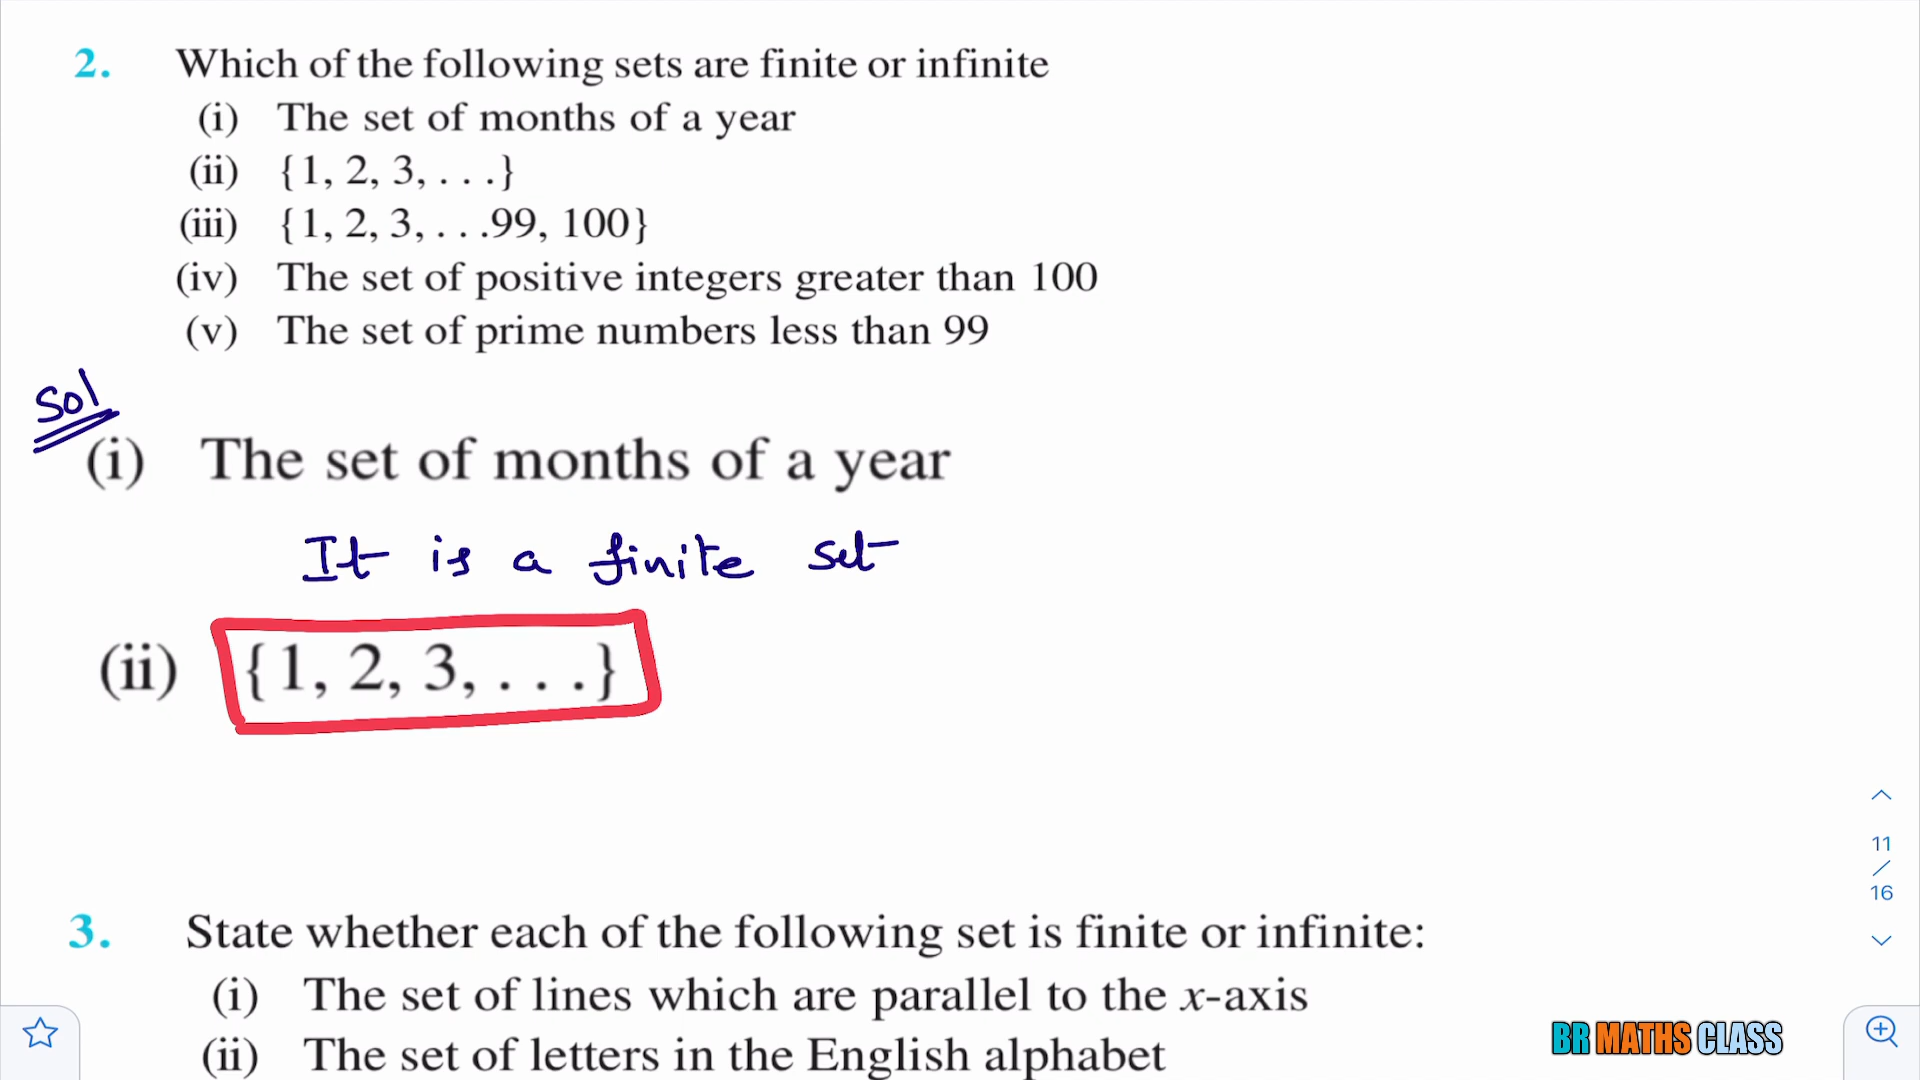 2. Which of the following sets are finite or infinite
(i) The set of months of a year
(ii) {1, 2, 3, . . .}
(iii) {1, 2, 3, . . .99, 100}
(iv) The set of positive integers greater than 100
(v) The set of prime numbers less than 99
Sol
(i) The set of months of a year
It is a finite set
(ii) {1, 2, 3, . . .}
11
/
16
3. State whether each of the following set is finite or infinite:
(i) The set of lines which are parallel to the x-axis
(ii) The set of letters in the English alphabet
BR MATHS CLASS